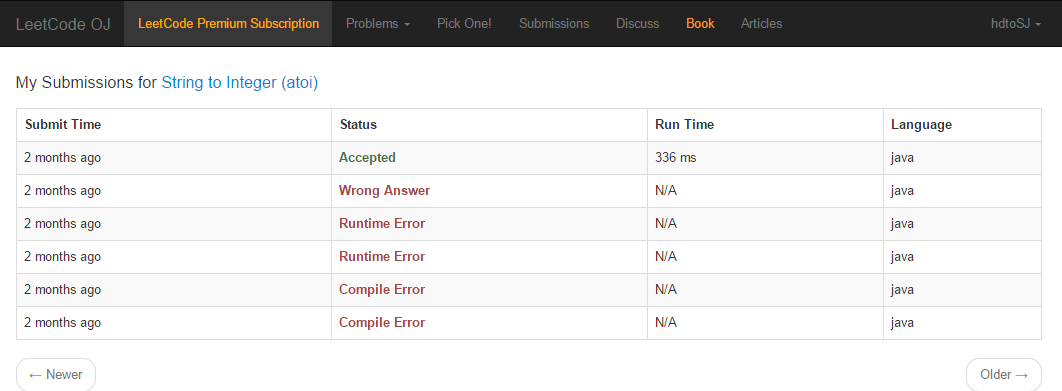 LeetCode OJ LeetCode Premium Subscription Problems Pick One! Submissions Discuss Book Articles hdtoSJ
My Submissions for String to Integer (atoi)
Submit Time Status Run Time Language
2 months ago Accepted 336 ms java
2 months ago Wrong Answer N/A java
2 months ago Runtime Error N/A java
2 months ago Runtime Error N/A java
2 months ago Compile Error N/A java
2 months ago Compile Error N/A java
← Newer Older →